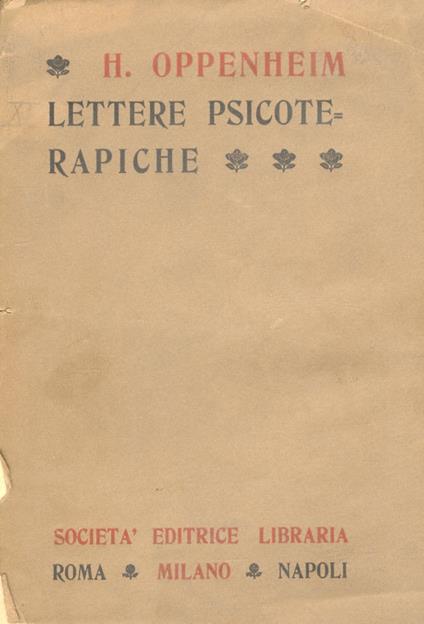 H. OPPENHEIM
LETTERE PSICOTE=
RAPICHE
SOCIETA' EDITRICE LIBRARIA
ROMA MILANO NAPOLI